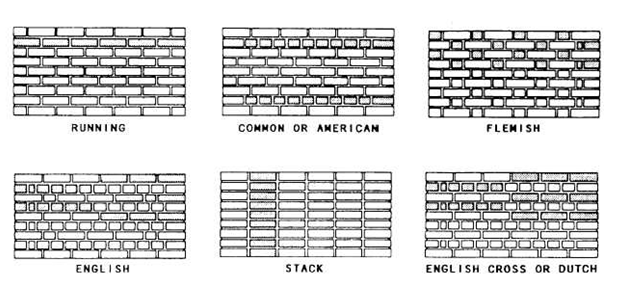 RUNNING
COMMON OR AMERICAN
FLEMISH
ENGLISH
STACK
ENGLISH CROSS OR DUTCH